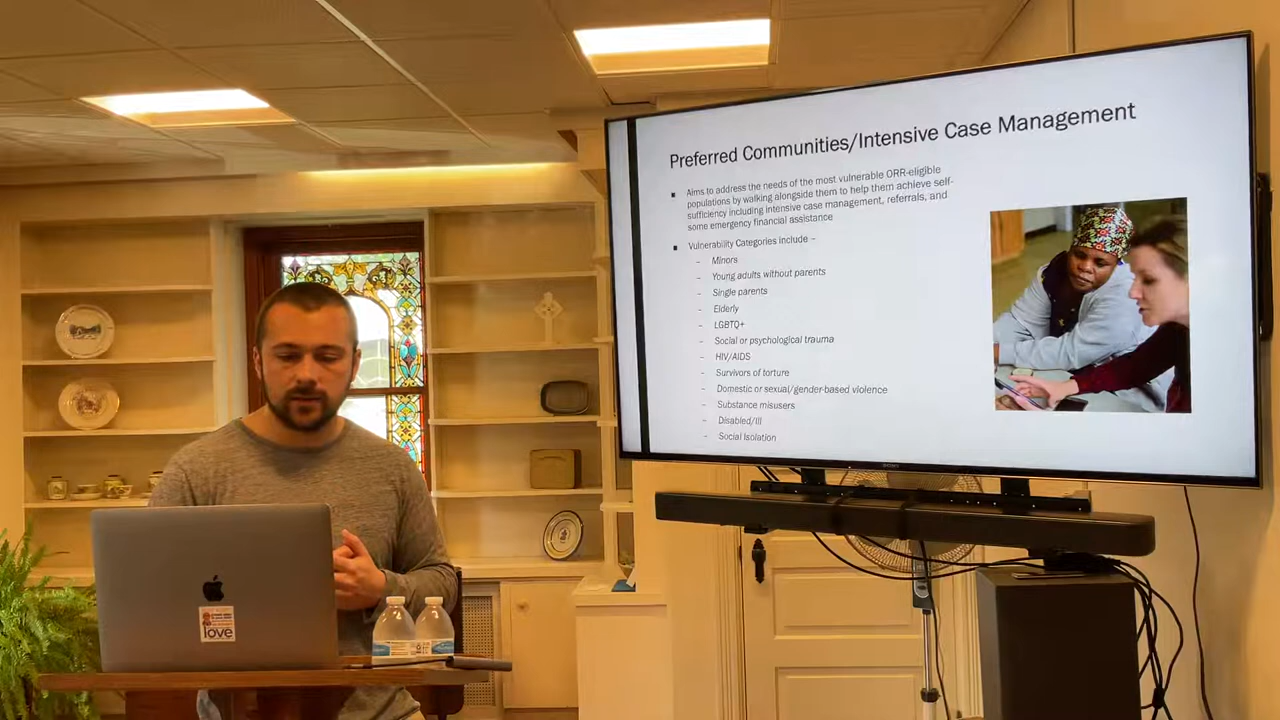 Preferred Communities/Intensive Case Management
Aims to address the needs of the most vulnerable ORR-eligible
populations by walking alongside them to help them achieve self-
sufficiency including intensive case management, referrals, and
some emergency financial assistance
Vulnerability Categories include –
– Minors
– Young adults without parents
– Single parents
– Elderly
– LGBTQ+
– Social or psychological trauma
– HIV/AIDS
– Survivors of torture
– Domestic or sexual/gender-based violence
– Substance misusers
– Disabled/Ill
– Social Isolation
love